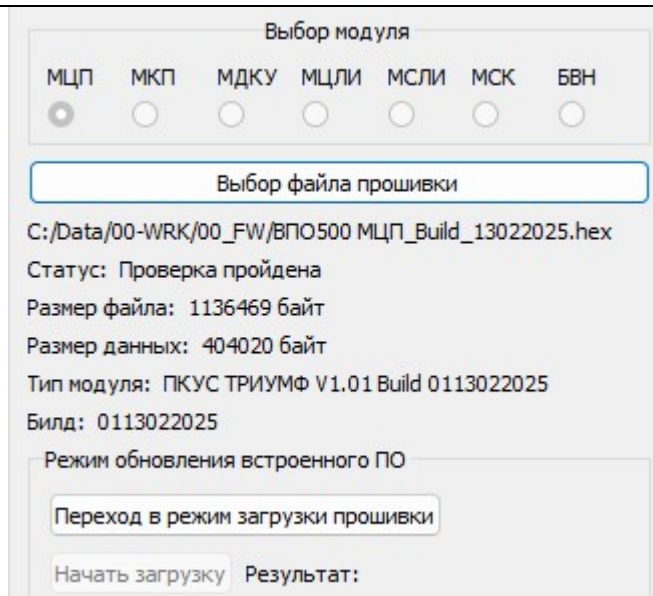 Выбор модуля
МЦП МКП МДКУ МЦЛИ МСЛИ МСК БВН
Выбор файла прошивки
C:/Data/00-WRK/00_FW/ВПО500 МЦП_Build_13022025.hex
Статус: Проверка пройдена
Размер файла: 1136469 байт
Размер данных: 404020 байт
Тип модуля: ПКУС ТРИУМФ V1.01 Build 0113022025
Билд: 0113022025
Режим обновления встроенного ПО
Переход в режим загрузки прошивки
Начать загрузку Результат: